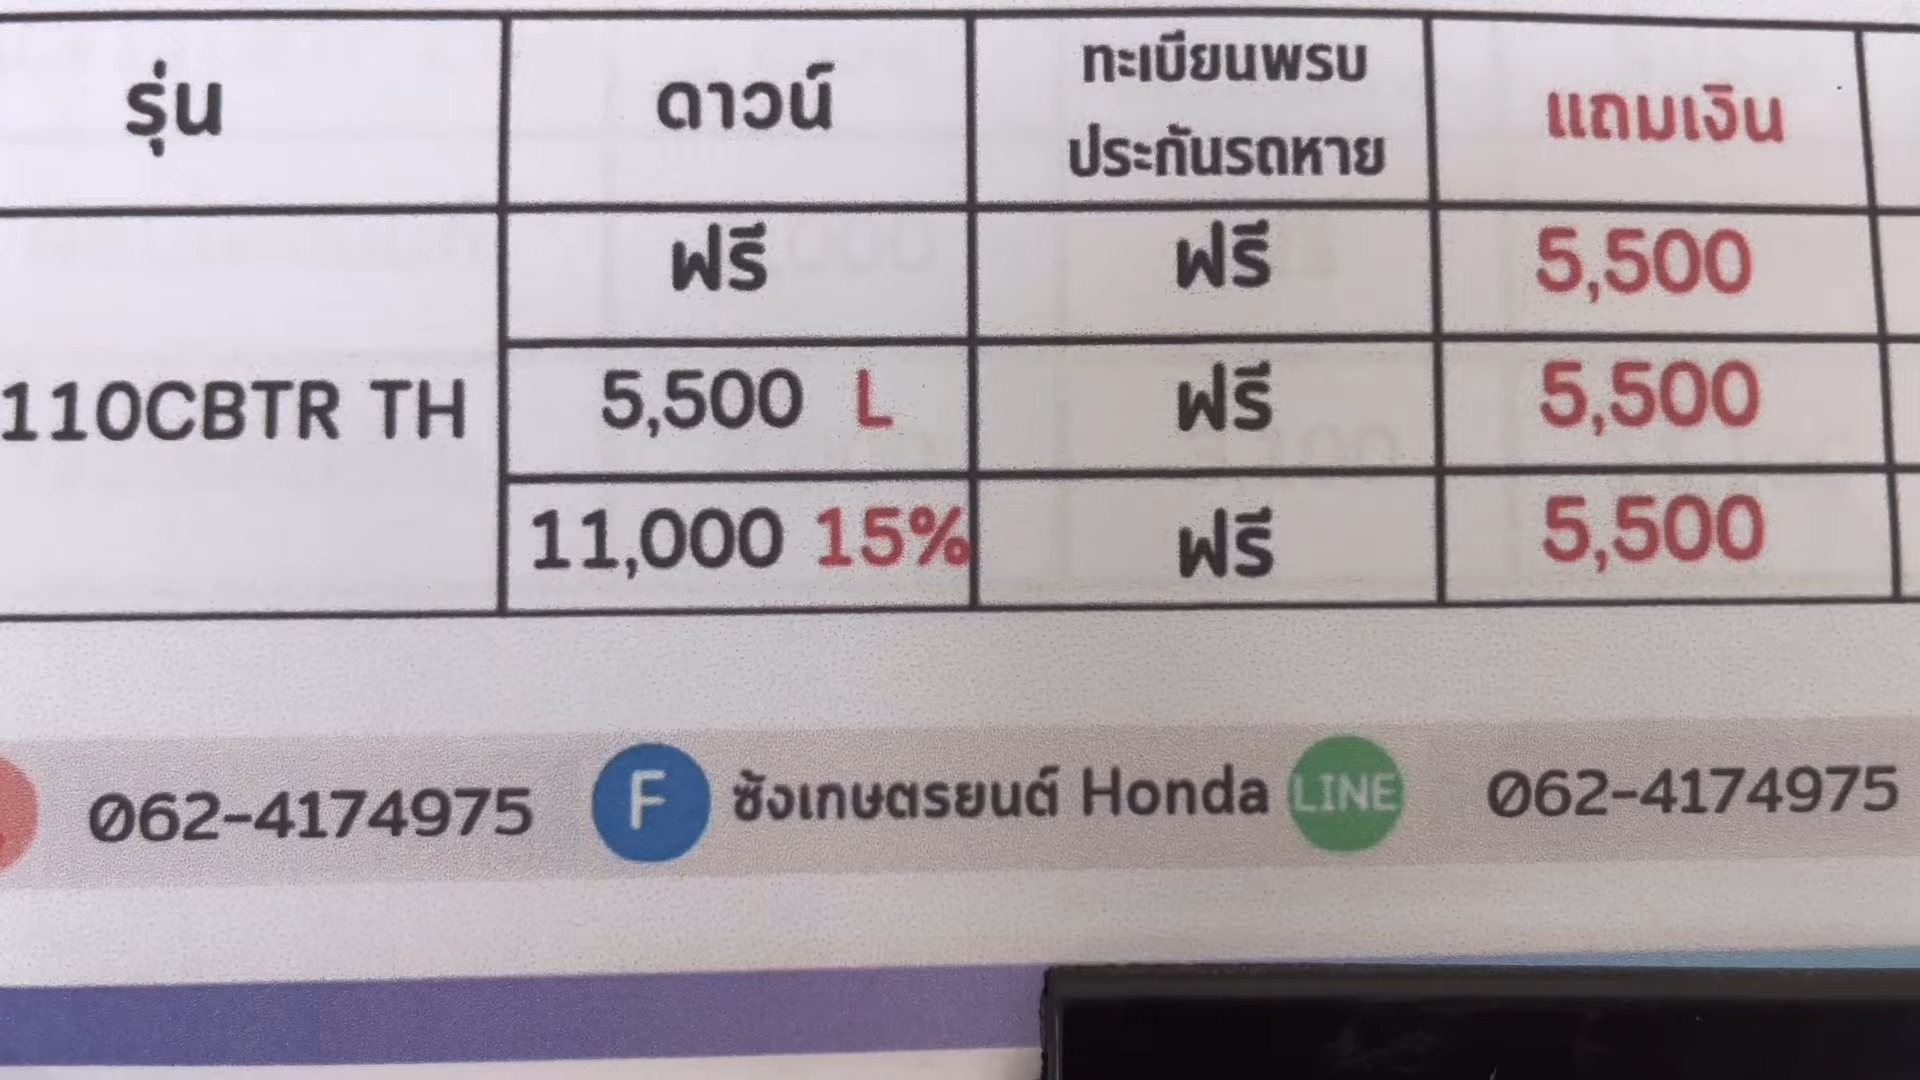 รุ่น ดาวน์ ทะเบียนพรบ ประกันรถหาย แถมเงิน
ฟรี ฟรี 5,500
110CBTR TH 5,500 L ฟรี 5,500
11,000 15% ฟรี 5,500
062-4174975 F ซังเกษตรยนต์ Honda LINE 062-4174975